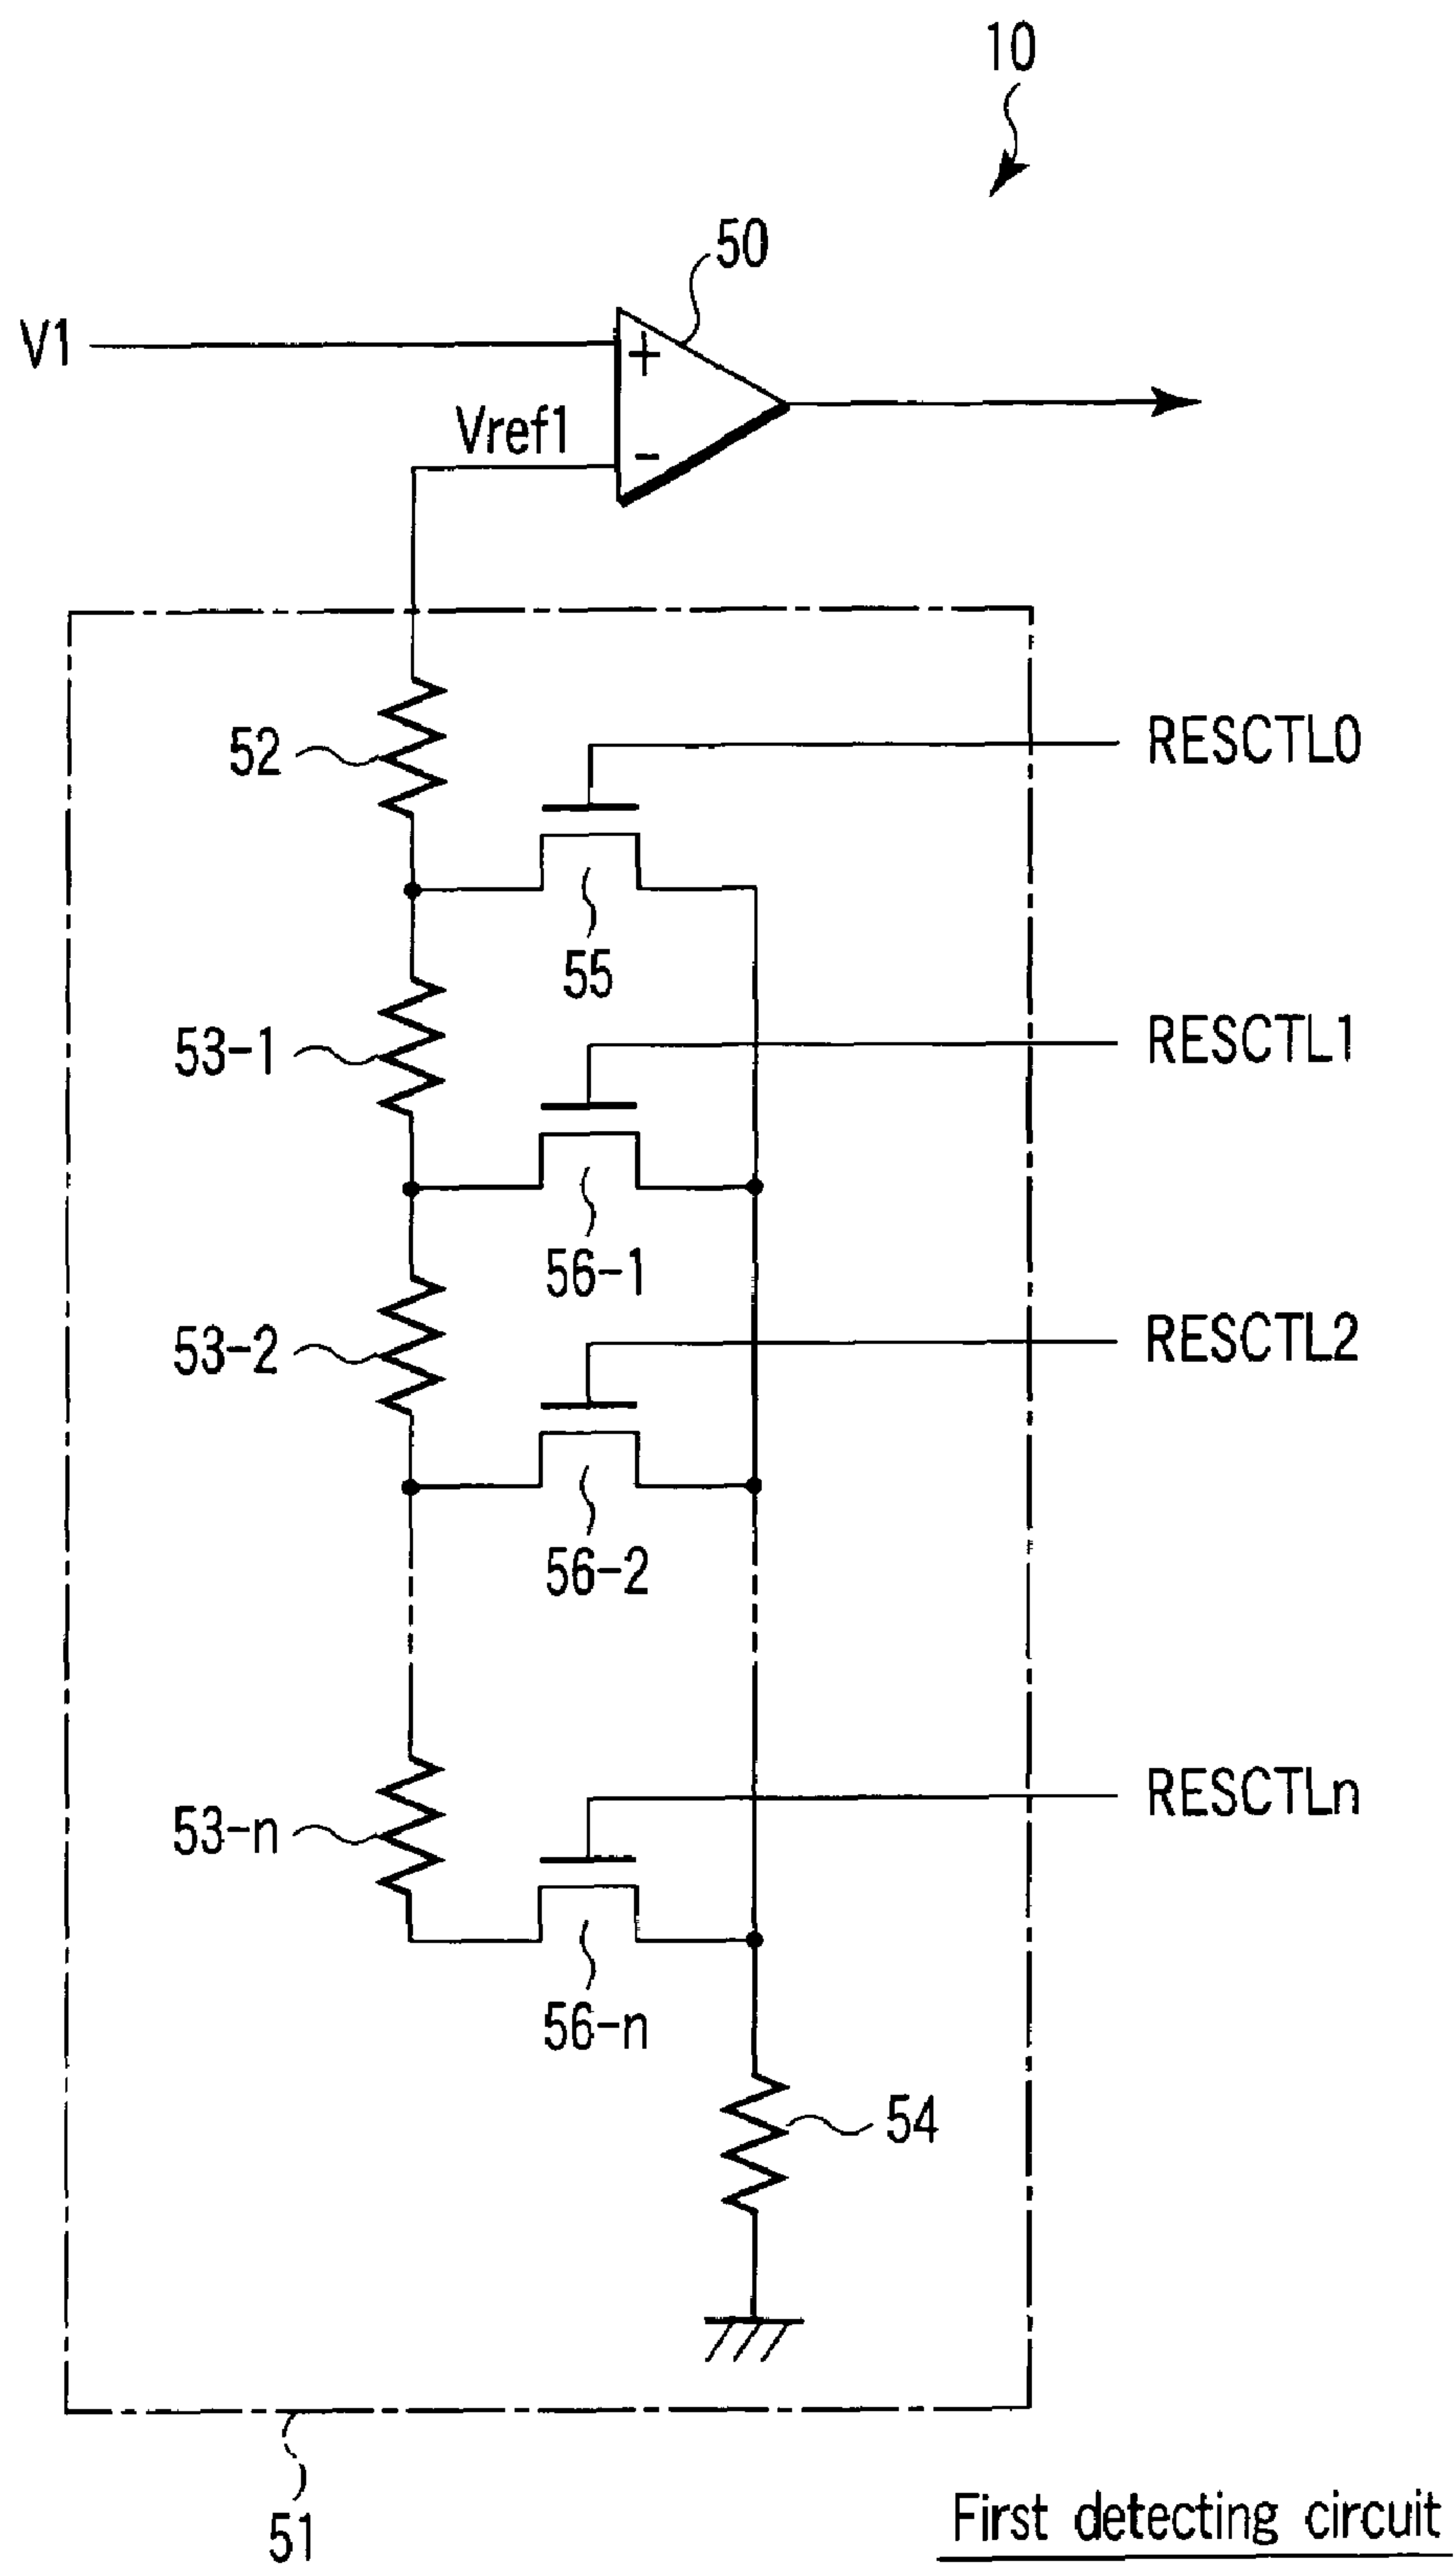 10
50
V1
+
Vref1
-
52
RESCTL0
55
53-1
RESCTL1
56-1
53-2
RESCTL2
56-2
53-n
RESCTLn
56-n
54
51
First detecting circuit